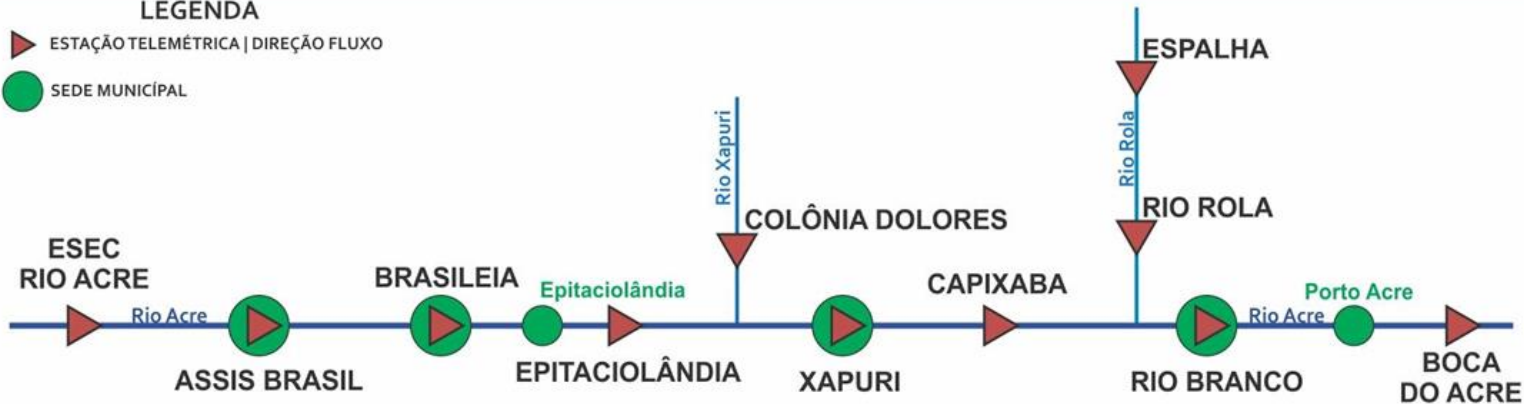 LEGENDA
ESTAÇÃO TELEMÉTRICA | DIREÇÃO FLUXO
SEDE MUNICÍPAL
ESPALHA
Rio Xapuri
Rio Rola
COLÔNIA DOLORES
RIO ROLA
ESEC
RIO ACRE
BRASILEIA
Epitaciolândia
CAPIXABA
Porto Acre
Rio Acre
Rio Acre
ASSIS BRASIL
EPITACIOLÂNDIA
XAPURI
RIO BRANCO
BOCA
DO ACRE